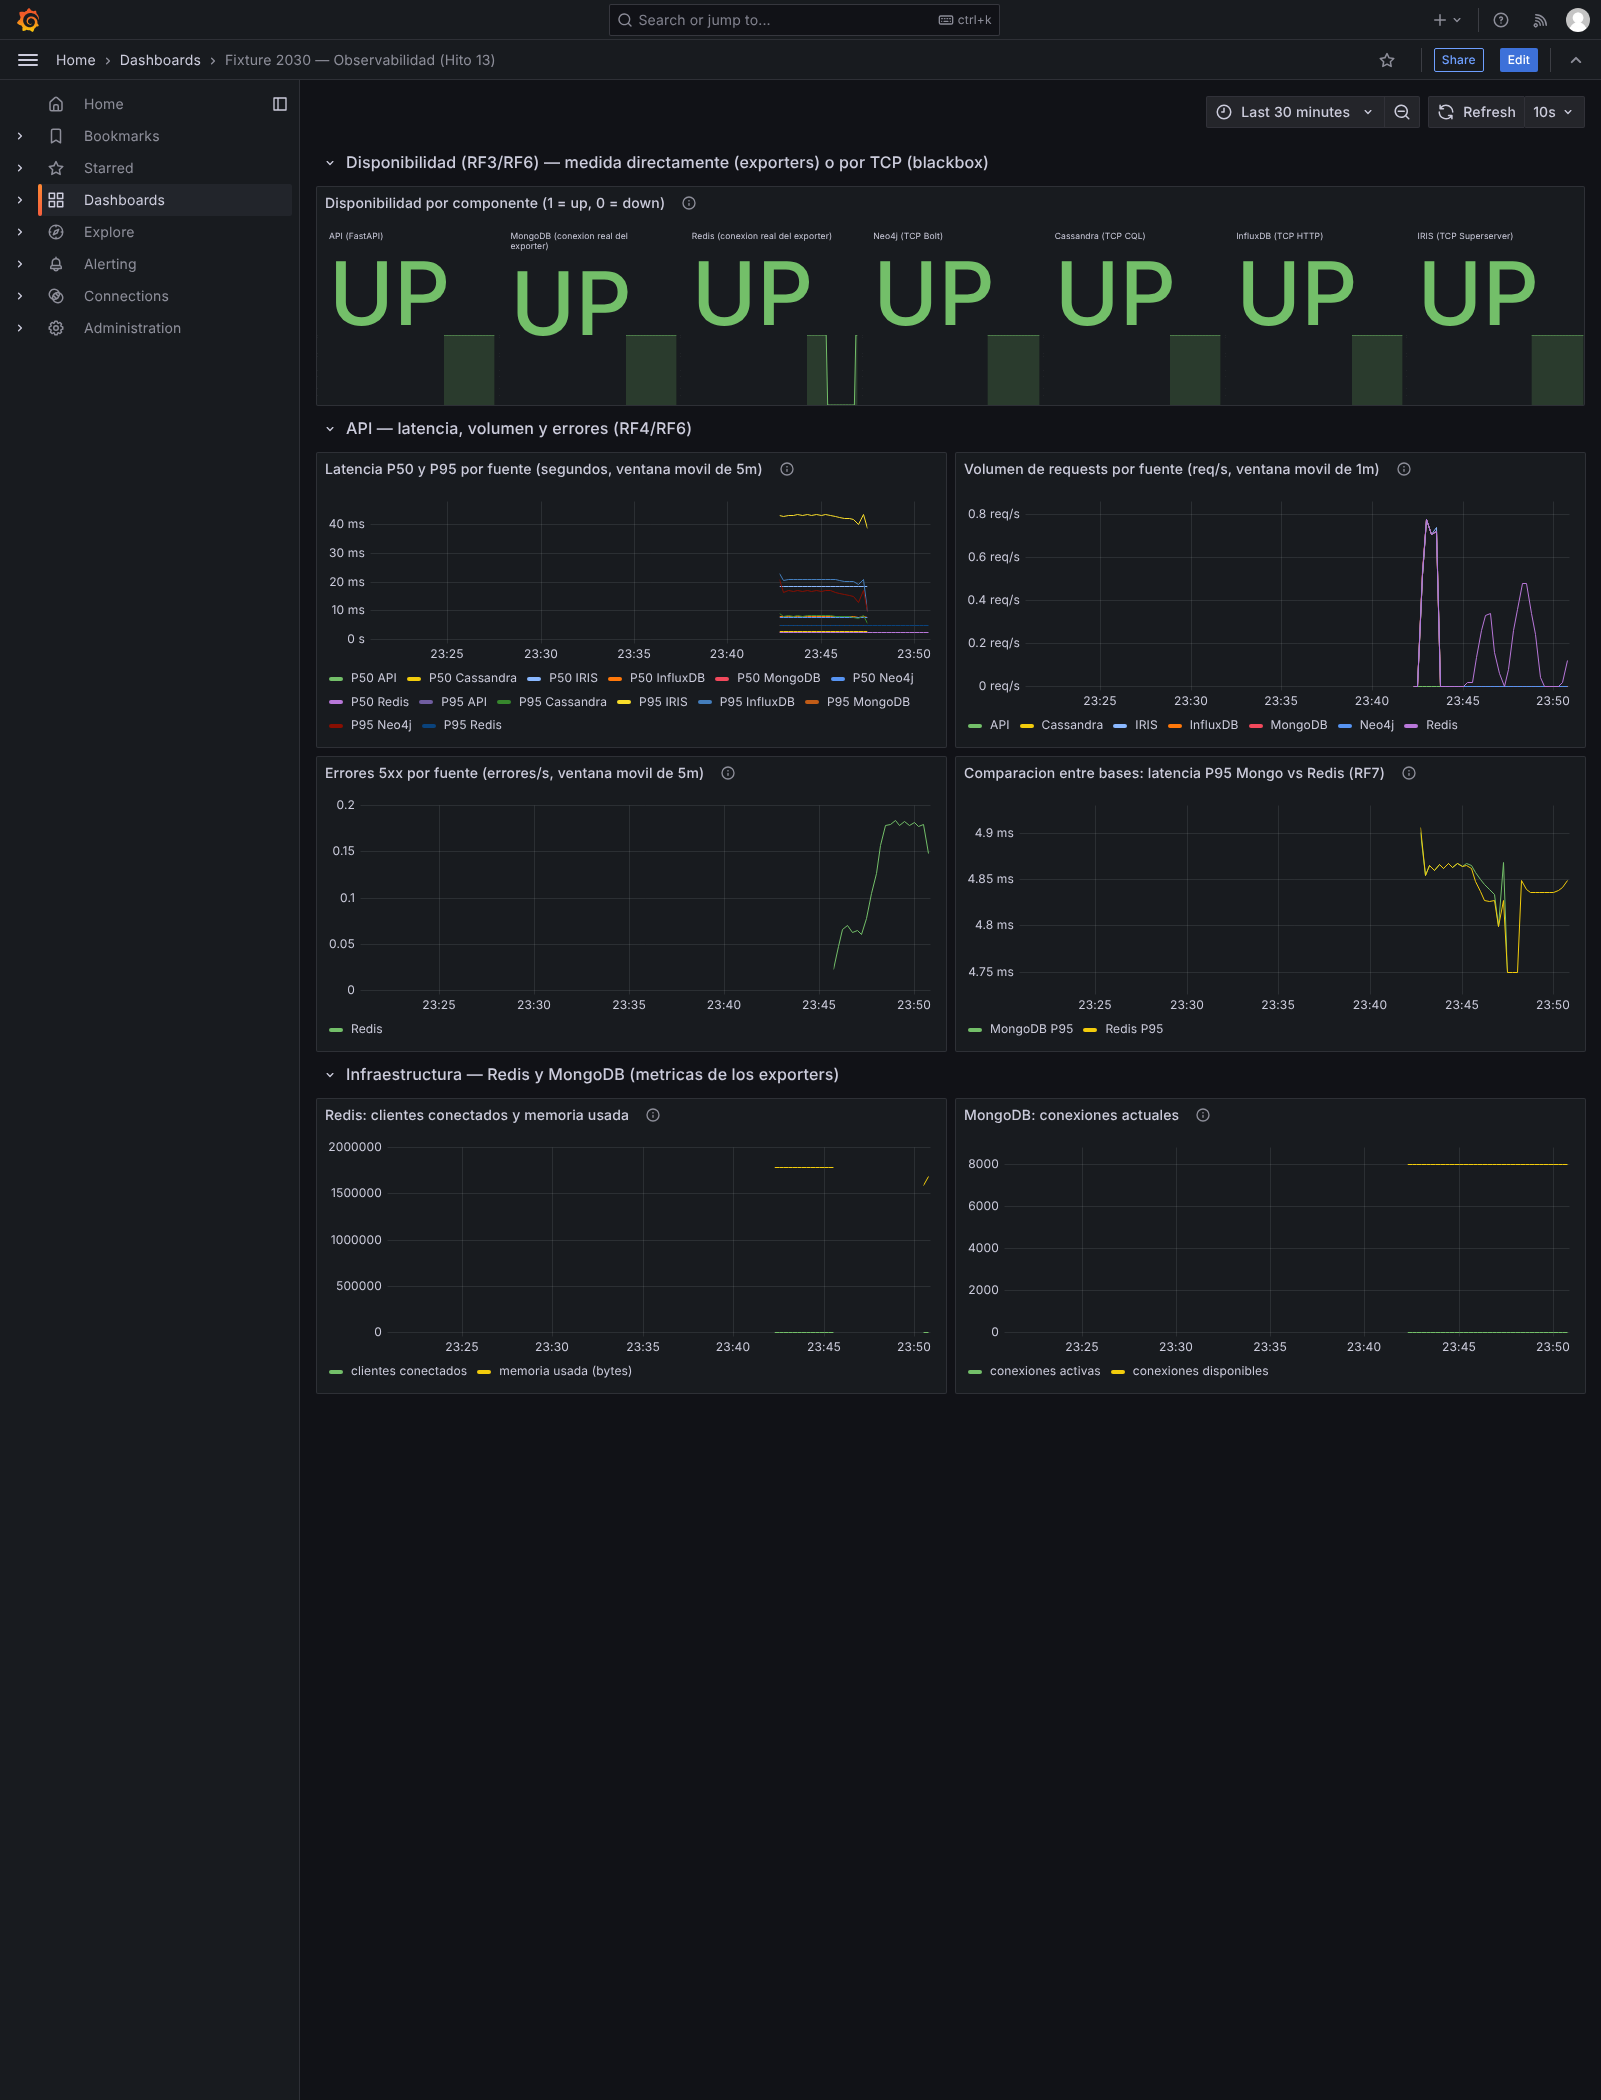 Search or jump to...
ctrl+k
Home › Dashboards › Fixture 2030 — Observabilidad (Hito 13)
Share
Edit
Home
Bookmarks
Starred
Dashboards
Explore
Alerting
Connections
Administration
Last 30 minutes
Refresh
10s
Disponibilidad (RF3/RF6) — medida directamente (exporters) o por TCP (blackbox)
Disponibilidad por componente (1 = up, 0 = down)
API (FastAPI)
UP
MongoDB (conexion real del
exporter)
UP
Redis (conexion real del exporter)
UP
Neo4j (TCP Bolt)
UP
Cassandra (TCP CQL)
UP
InfluxDB (TCP HTTP)
UP
IRIS (TCP Superserver)
UP
API — latencia, volumen y errores (RF4/RF6)
Latencia P50 y P95 por fuente (segundos, ventana movil de 5m)
40 ms
30 ms
20 ms
10 ms
0 s
23:25 23:30 23:35 23:40 23:45 23:50
P50 API P50 Cassandra P50 IRIS P50 InfluxDB P50 MongoDB P50 Neo4j
P50 Redis P95 API P95 Cassandra P95 IRIS P95 InfluxDB P95 MongoDB
P95 Neo4j P95 Redis
Volumen de requests por fuente (req/s, ventana movil de 1m)
0.8 req/s
0.6 req/s
0.4 req/s
0.2 req/s
0 req/s
23:25 23:30 23:35 23:40 23:45 23:50
API Cassandra IRIS InfluxDB MongoDB Neo4j Redis
Errores 5xx por fuente (errores/s, ventana movil de 5m)
0.2
0.15
0.1
0.05
0
23:25 23:30 23:35 23:40 23:45 23:50
Redis
Comparacion entre bases: latencia P95 Mongo vs Redis (RF7)
4.9 ms
4.85 ms
4.8 ms
4.75 ms
23:25 23:30 23:35 23:40 23:45 23:50
MongoDB P95 Redis P95
Infraestructura — Redis y MongoDB (metricas de los exporters)
Redis: clientes conectados y memoria usada
2000000
1500000
1000000
500000
0
23:25 23:30 23:35 23:40 23:45 23:50
clientes conectados memoria usada (bytes)
MongoDB: conexiones actuales
8000
6000
4000
2000
0
23:25 23:30 23:35 23:40 23:45 23:50
conexiones activas conexiones disponibles